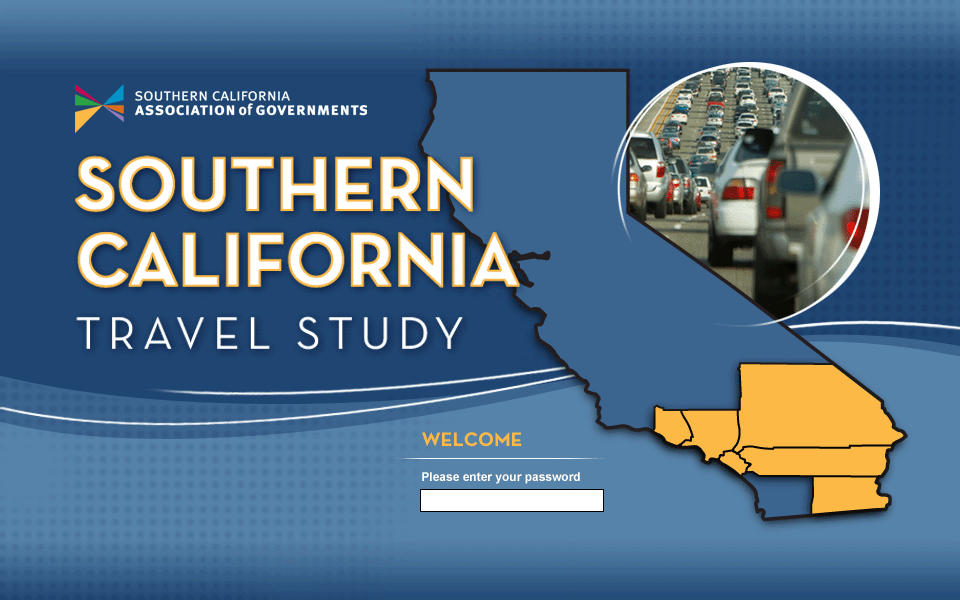 SOUTHERN CALIFORNIA
ASSOCIATION of GOVERNMENTS
SOUTHERN
CALIFORNIA
TRAVEL STUDY
WELCOME
Please enter your password